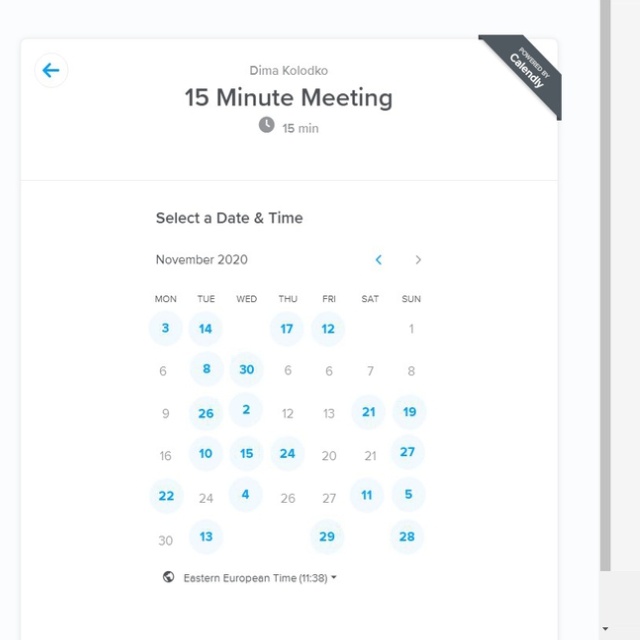 Dima Kolodko
POWERED BY
Calendly
15 Minute Meeting
15 min
Select a Date & Time
November 2020
MON TUE WED THU FRI SAT SUN
3 14 17 12 1
6 8 30 6 6 7 8
9 26 2 12 13 21 19
16 10 15 24 20 21 27
22 24 4 26 27 11 5
30 13 29 28
Eastern European Time (11:38)